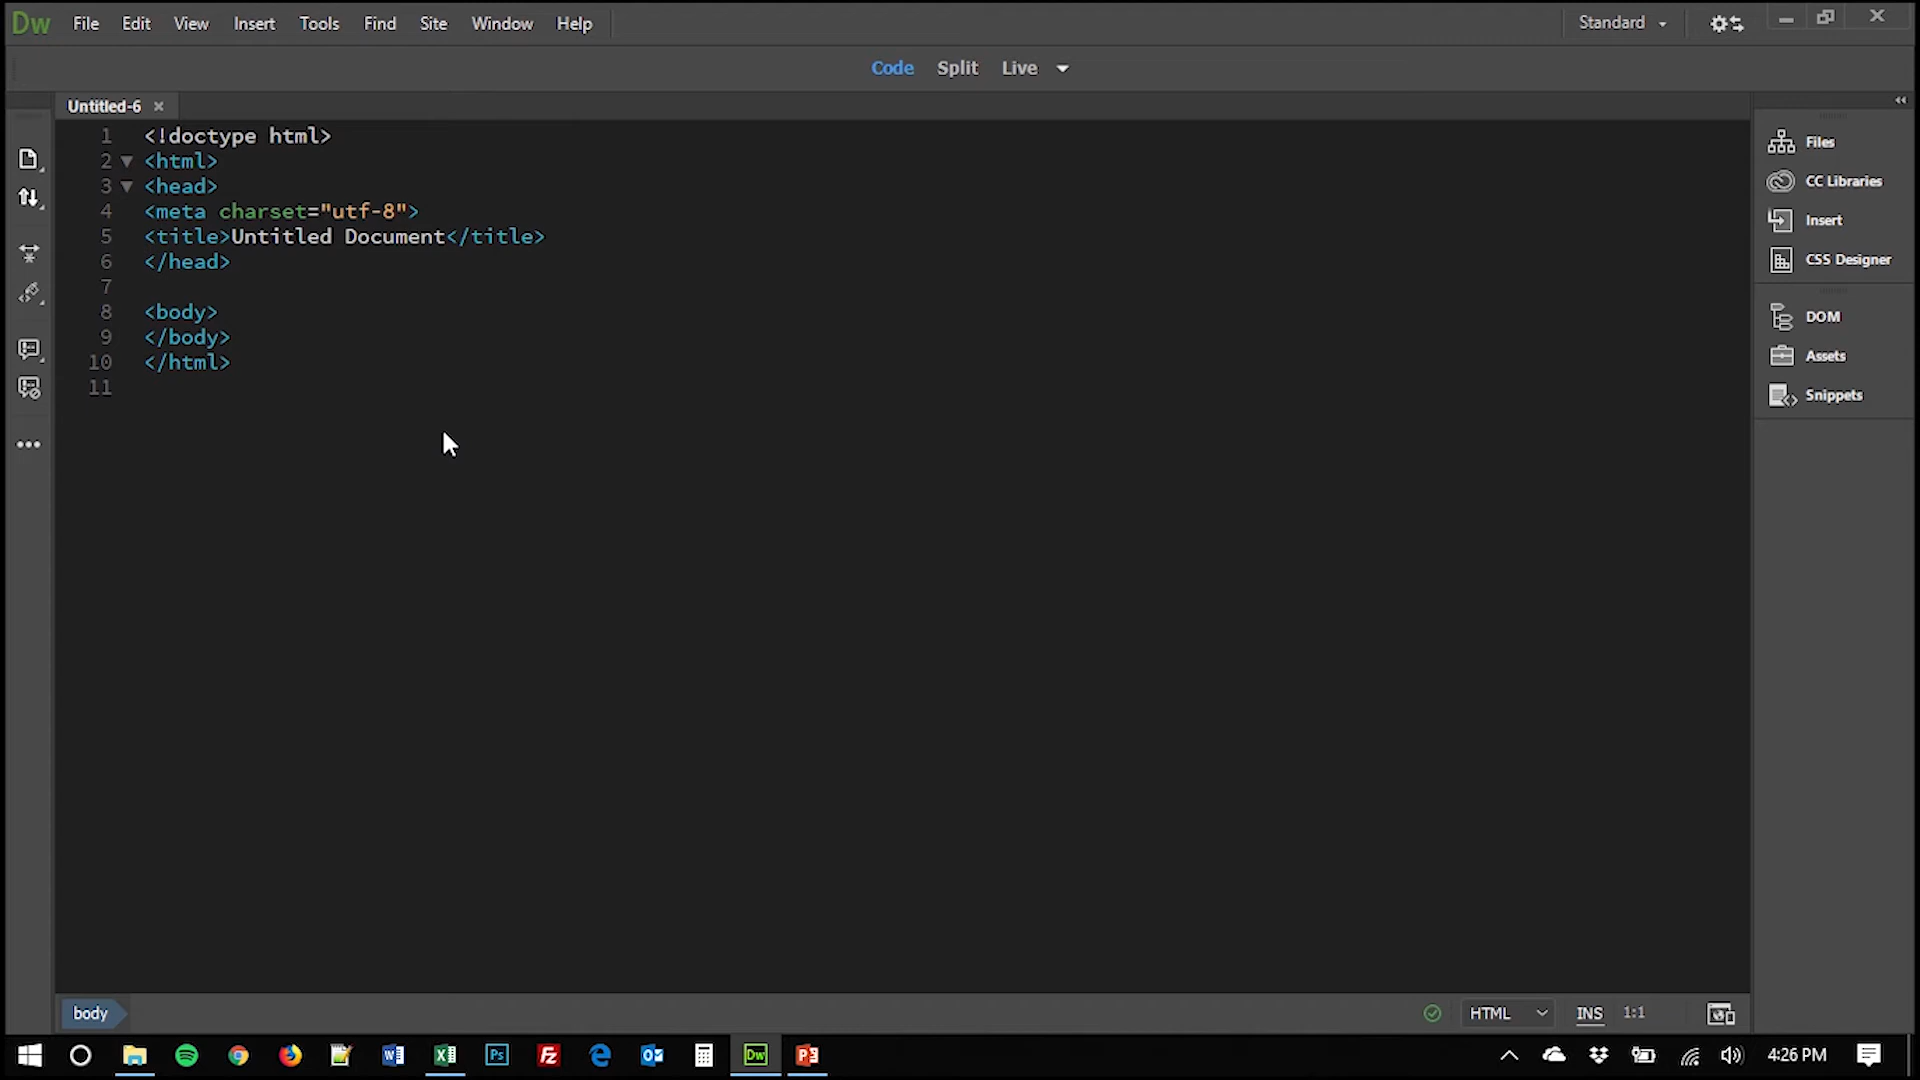 Dw File Edit View Insert Tools Find Site Window Help Standard
Code Split Live
Untitled-6
1 <!doctype html>
2 <html>
3 <head>
4 <meta charset="utf-8">
5 <title>Untitled Document</title>
6 </head>
7
8 <body>
9 </body>
10 </html>
11
Files
CC Libraries
Insert
CSS Designer
DOM
Assets
Snippets
body HTML INS 1:1
Ps Fz Dw 4:26 PM